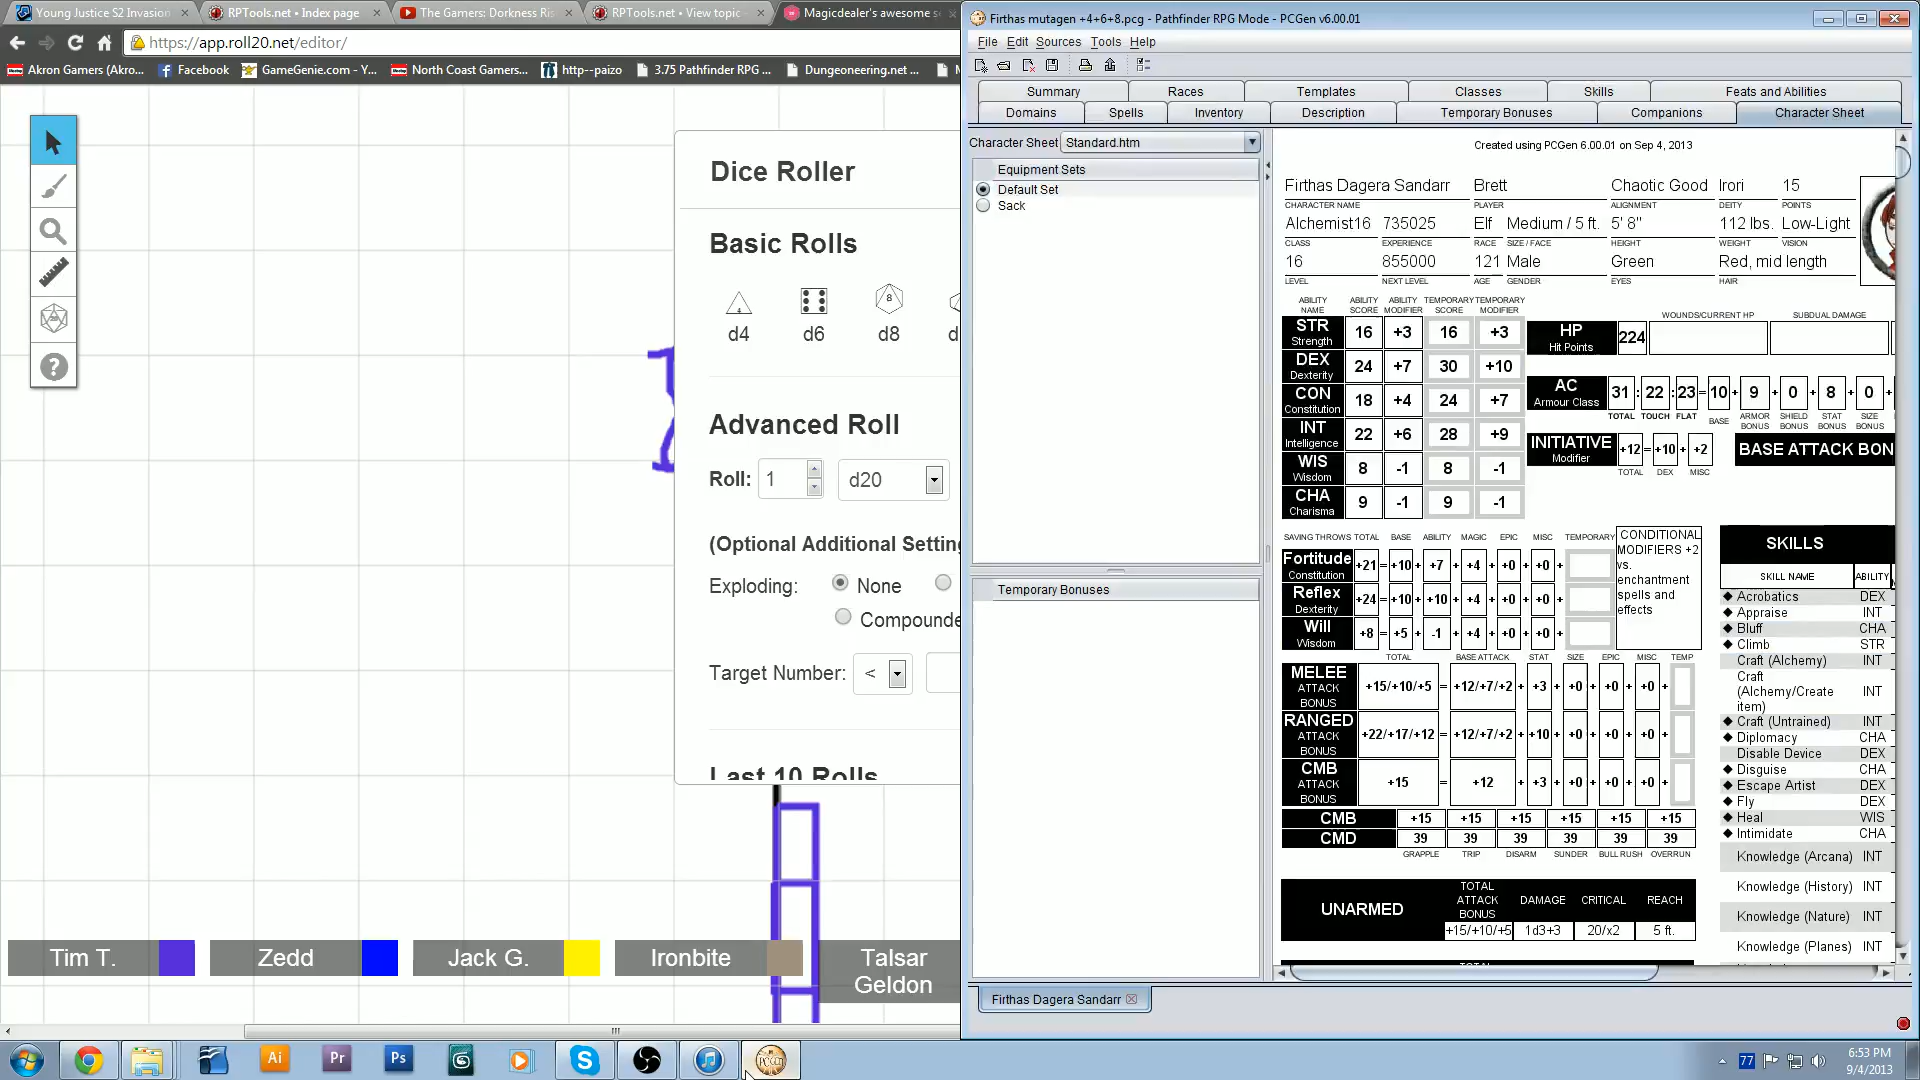 Young Justice S2 Invasion
RPTools.net • Index page
The Gamers: Dorkness Ris
RPTools.net • View topic
Magicdealer's awesome s
https://app.roll20.net/editor/
Akron Gamers (Akro...
Facebook
GameGenie.com - Y...
North Coast Gamers...
http--paizo
3.75 Pathfinder RPG ...
Dungeoneering.net ...
Dice Roller
Basic Rolls
d4
d6
d8
d
Advanced Roll
Roll: 1 d20
(Optional Additional Setting
Exploding: None
Compounde
Target Number: <
Last 10 Rolls
Tim T.
Zedd
Jack G.
Ironbite
Talsar
Geldon
Firthas mutagen +4+6+8.pcg - Pathfinder RPG Mode - PCGen v6.00.01
File Edit Sources Tools Help
Summary Races Templates Classes Skills Feats and Abilities
Domains Spells Inventory Description Temporary Bonuses Companions Character Sheet
Character Sheet Standard.htm
Equipment Sets
Default Set
Sack
Temporary Bonuses
Created using PCGen 6.00.01 on Sep 4, 2013
Firthas Dagera Sandarr Brett Chaotic Good Irori 15
CHARACTER NAME PLAYER ALIGNMENT DEITY POINTS
Alchemist16 735025 Elf Medium / 5 ft. 5' 8" 112 lbs. Low-Light
CLASS EXPERIENCE RACE SIZE / FACE HEIGHT WEIGHT VISION
16 855000 121 Male Green Red, mid length
LEVEL NEXT LEVEL AGE GENDER EYES HAIR
ABILITY NAME ABILITY SCORE ABILITY MODIFIER TEMPORARY SCORE TEMPORARY MODIFIER
STR Strength 16 +3 16 +3
DEX Dexterity 24 +7 30 +10
CON Constitution 18 +4 24 +7
INT Intelligence 22 +6 28 +9
WIS Wisdom 8 -1 8 -1
CHA Charisma 9 -1 9 -1
WOUNDS/CURRENT HP SUBDUAL DAMAGE
HP Hit Points 224
AC Armour Class 31 : 22 : 23 = 10 + 9 + 0 + 8 + 0 +
TOTAL TOUCH FLAT BASE ARMOR BONUS SHIELD BONUS STAT BONUS SIZE BONUS
INITIATIVE Modifier +12 = +10 + +2
TOTAL DEX MISC
BASE ATTACK BON
SAVING THROWS TOTAL BASE ABILITY MAGIC EPIC MISC TEMPORARY
Fortitude Constitution +21 = +10 + +7 + +4 + +0 + +0 +
Reflex Dexterity +24 = +10 + +10 + +4 + +0 + +0 +
Will Wisdom +8 = +5 + -1 + +4 + +0 + +0 +
CONDITIONAL
MODIFIERS +2
vs.
enchantment
spells and
effects
TOTAL BASE ATTACK STAT SIZE EPIC MISC TEMP
MELEE ATTACK BONUS +15/+10/+5 = +12/+7/+2 + +3 + +0 + +0 + +0 +
RANGED ATTACK BONUS +22/+17/+12 = +12/+7/+2 + +10 + +0 + +0 + +0 +
CMB ATTACK BONUS +15 = +12 + +3 + +0 + +0 + +0 +
CMB +15 +15 +15 +15 +15 +15
CMD 39 39 39 39 39 39
GRAPPLE TRIP DISARM SUNDER BULL RUSH OVERRUN
UNARMED
TOTAL ATTACK BONUS DAMAGE CRITICAL REACH
+15/+10/+5 1d3+3 20/x2 5 ft.
SKILLS
SKILL NAME ABILITY
Acrobatics DEX
Appraise INT
Bluff CHA
Climb STR
Craft (Alchemy) INT
Craft
(Alchemy/Create
item) INT
Craft (Untrained) INT
Diplomacy CHA
Disable Device DEX
Disguise CHA
Escape Artist DEX
Fly DEX
Heal WIS
Intimidate CHA
Knowledge (Arcana) INT
Knowledge (History) INT
Knowledge (Nature) INT
Knowledge (Planes) INT
Firthas Dagera Sandarr
Ai
Pr
Ps
77
6:53 PM
9/4/2013